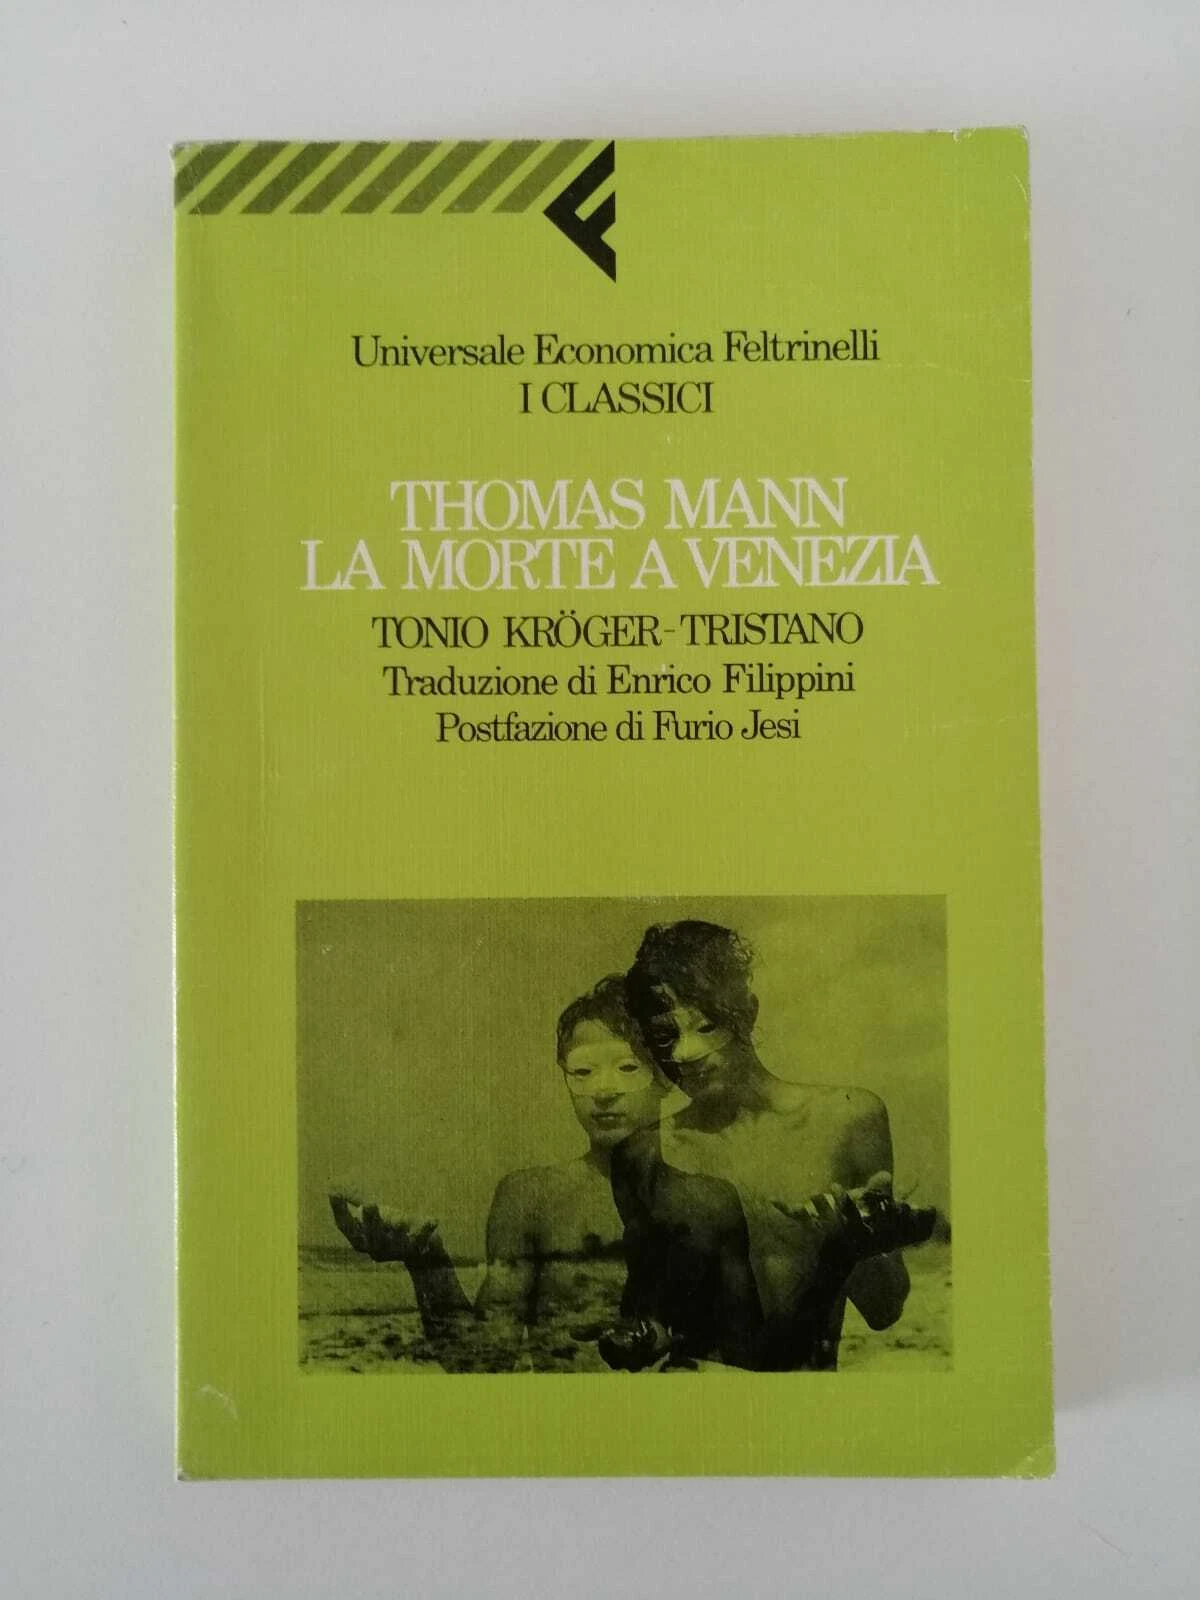 Universale Economica Feltrinelli
I CLASSICI
THOMAS MANN
LA MORTE A VENEZIA
TONIO KRÖGER-TRISTANO
Traduzione di Enrico Filippini
Postfazione di Furio Jesi